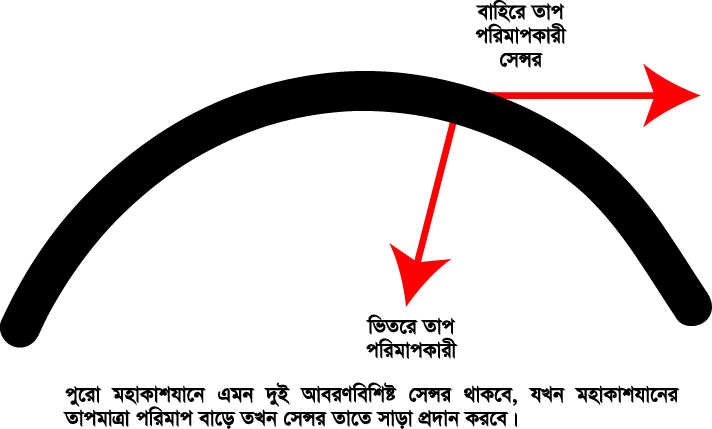 বাহিরে তাপ
পরিমাপকারী
সেন্সর
ভিতরে তাপ
পরিমাপকারী
পুরো মহাকাশযানে এমন দুই আবরণবিশিষ্ট সেন্সর থাকবে, যখন মহাকাশযানের
তাপমাত্রা পরিমাপ বাড়ে তখন সেন্সর তাতে সাড়া প্রদান করবে।